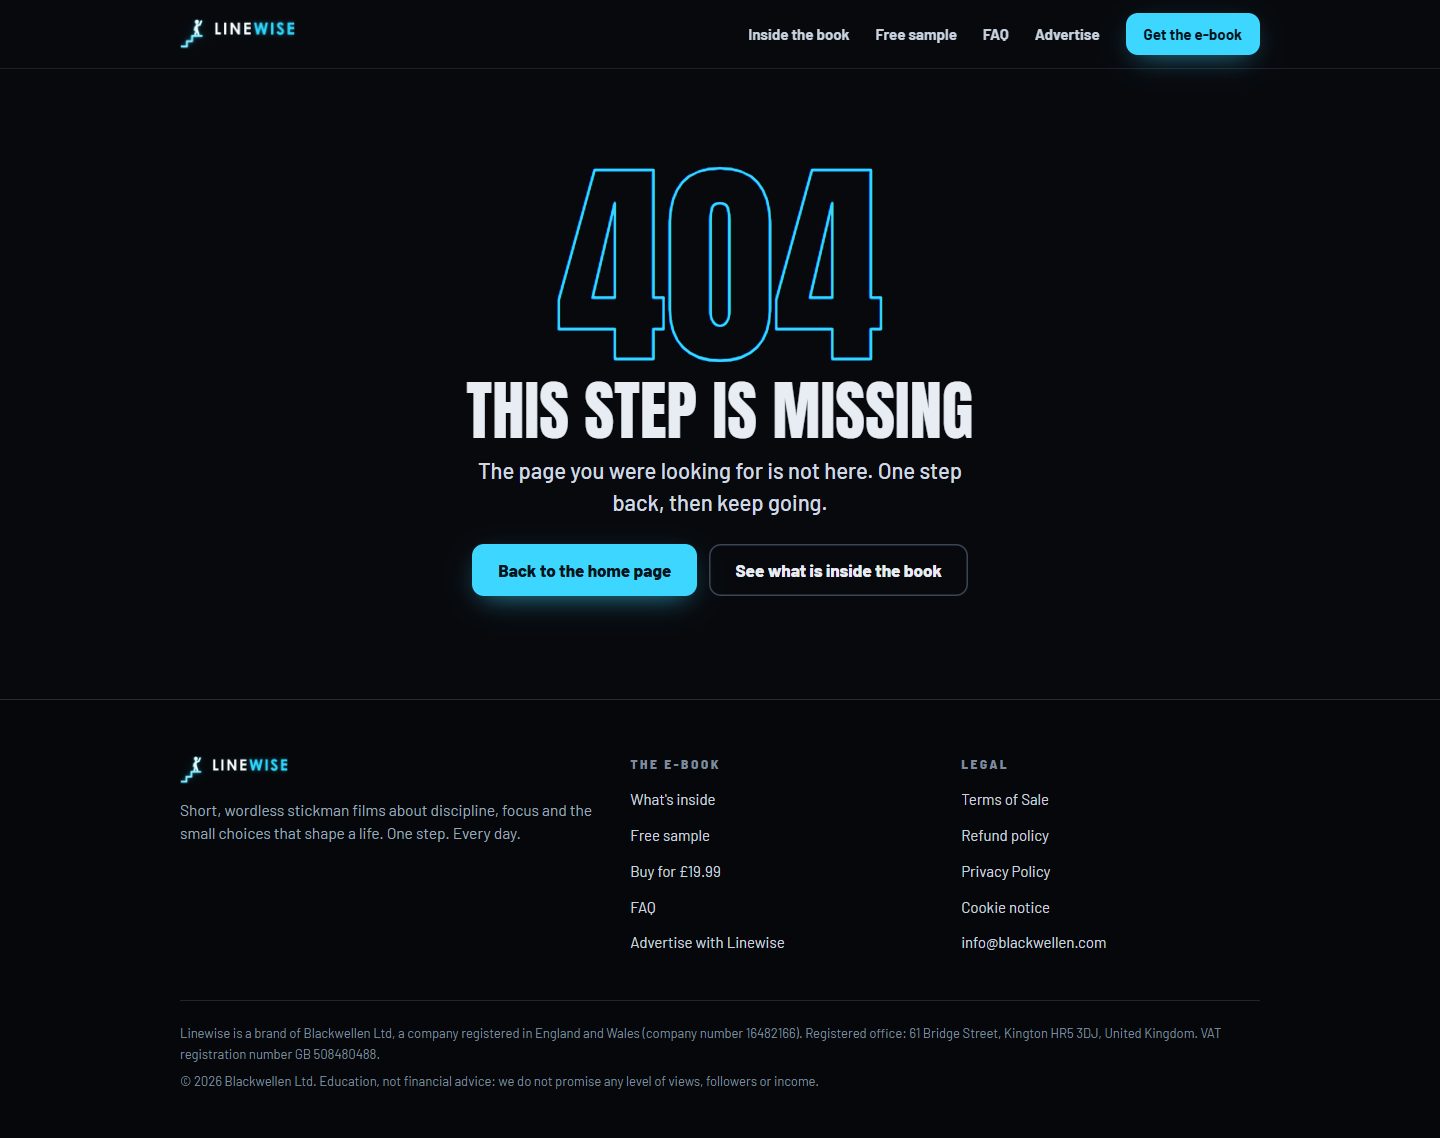 LINEWISE
Inside the book
Free sample
FAQ
Advertise
Get the e-book
404
THIS STEP IS MISSING
The page you were looking for is not here. One step
back, then keep going.
Back to the home page
See what is inside the book
LINEWISE
Short, wordless stickman films about discipline, focus and the
small choices that shape a life. One step. Every day.
THE E-BOOK
What's inside
Free sample
Buy for £19.99
FAQ
Advertise with Linewise
LEGAL
Terms of Sale
Refund policy
Privacy Policy
Cookie notice
info@blackwellen.com
Linewise is a brand of Blackwellen Ltd, a company registered in England and Wales (company number 16482166). Registered office: 61 Bridge Street, Kington HR5 3DJ, United Kingdom. VAT
registration number GB 508480488.
© 2026 Blackwellen Ltd. Education, not financial advice: we do not promise any level of views, followers or income.